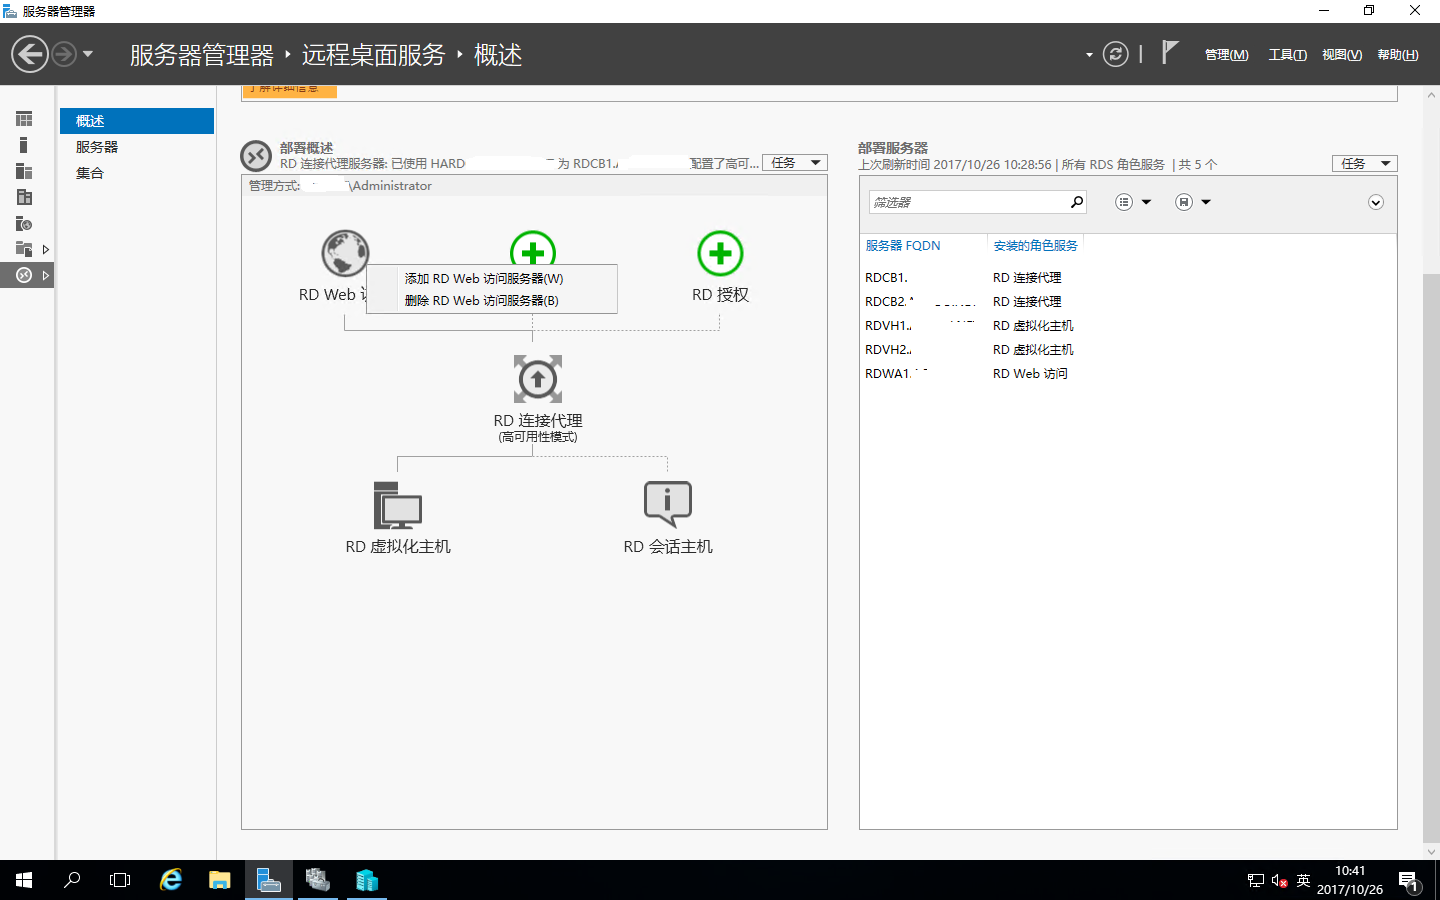 服务器管理器
服务器管理器 · 远程桌面服务 · 概述
管理(M) 工具(T) 视图(V) 帮助(H)
了解详细信息
概述
服务器
集合
部署概述
RD 连接代理服务器: 已使用 HARD 为 RDCB1. 配置了高可...
任务
管理方式: \Administrator
RD Web
添加 RD Web 访问服务器(W)
删除 RD Web 访问服务器(B)
RD 授权
RD 连接代理
(高可用性模式)
RD 虚拟化主机
RD 会话主机
部署服务器
上次刷新时间 2017/10/26 10:28:56 | 所有 RDS 角色服务 | 共 5 个
任务
筛选器
服务器 FQDN 安装的角色服务
RDCB1. RD 连接代理
RDCB2. RD 连接代理
RDVH1. RD 虚拟化主机
RDVH2. RD 虚拟化主机
RDWA1. RD Web 访问
英
10:41
2017/10/26
1